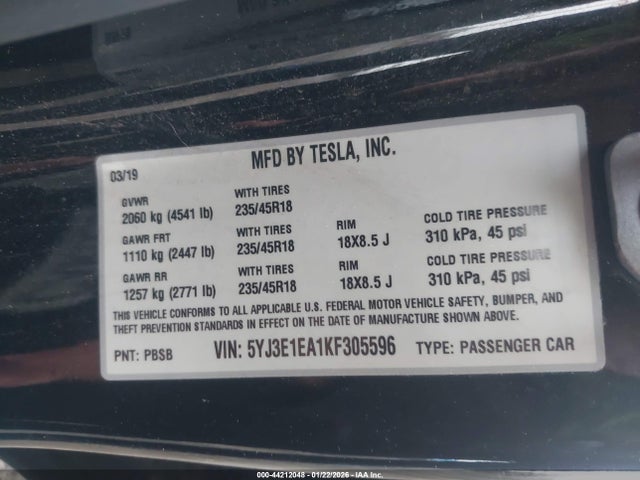 MFD BY TESLA, INC.
03/19
GVWR WITH TIRES
2060 kg (4541 lb) 235/45R18
GAWR FRT WITH TIRES RIM COLD TIRE PRESSURE
1110 kg (2447 lb) 235/45R18 18X8.5 J 310 kPa, 45 psi
GAWR RR WITH TIRES RIM COLD TIRE PRESSURE
1257 kg (2771 lb) 235/45R18 18X8.5 J 310 kPa, 45 psi
THIS VEHICLE CONFORMS TO ALL APPLICABLE U.S. FEDERAL MOTOR VEHICLE SAFETY, BUMPER, AND
THEFT PREVENTION STANDARDS IN EFFECT ON THE DATE OF MANUFACTURE SHOWN ABOVE.
PNT: PBSB VIN: 5YJ3E1EA1KF305596 TYPE: PASSENGER CAR
000-44212048 - 01/22/2026 - IAA Inc.